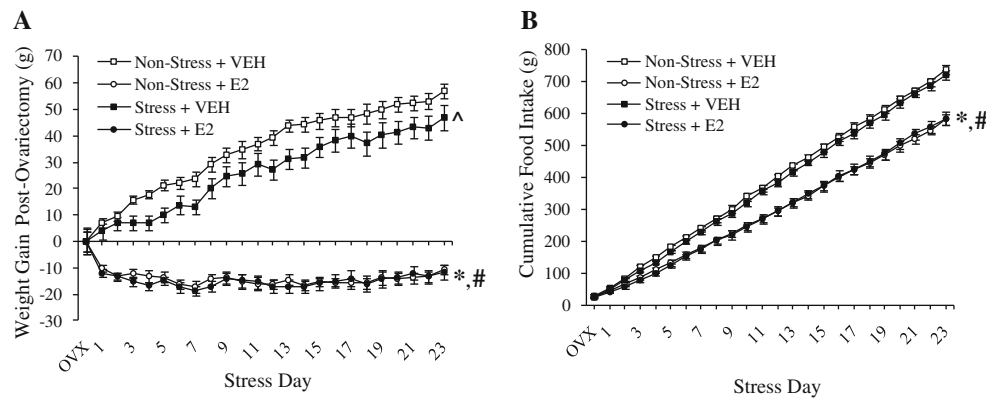 A
Weight Gain Post-Ovariectomy (g)
70
60
50
40
30
20
10
0
-10
-20
-30
Non-Stress + VEH
Non-Stress + E2
Stress + VEH
Stress + E2
^
*,#
OVX 1 3 5 7 9 11 13 15 17 19 21 23
Stress Day
B
Cumulative Food Intake (g)
800
700
600
500
400
300
200
100
0
Non-Stress + VEH
Non-Stress + E2
Stress + VEH
Stress + E2
*,#
OVX 1 3 5 7 9 11 13 15 17 19 21 23
Stress Day